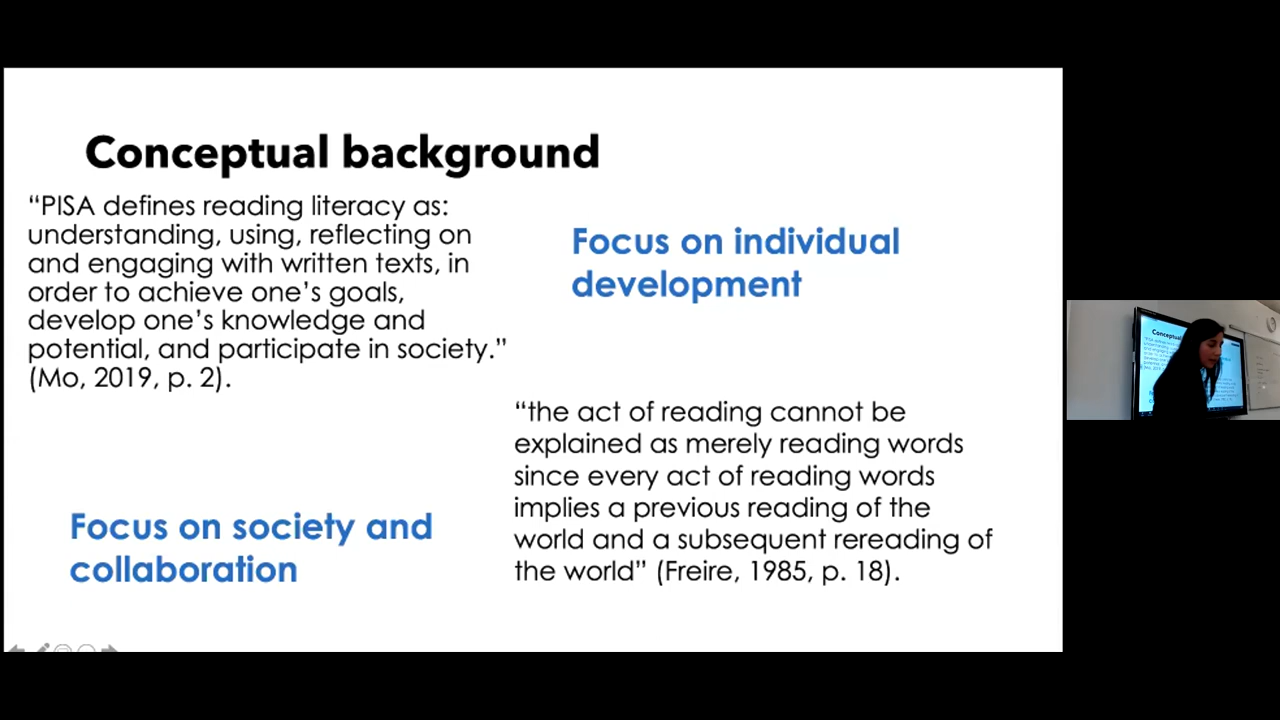 Conceptual background
“PISA defines reading literacy as:
understanding, using, reflecting on
and engaging with written texts, in
order to achieve one’s goals,
develop one’s knowledge and
potential, and participate in society.”
(Mo, 2019, p. 2).
Focus on individual
development
Focus on society and
collaboration
“the act of reading cannot be
explained as merely reading words
since every act of reading words
implies a previous reading of the
world and a subsequent rereading of
the world” (Freire, 1985, p. 18).
Conceptual